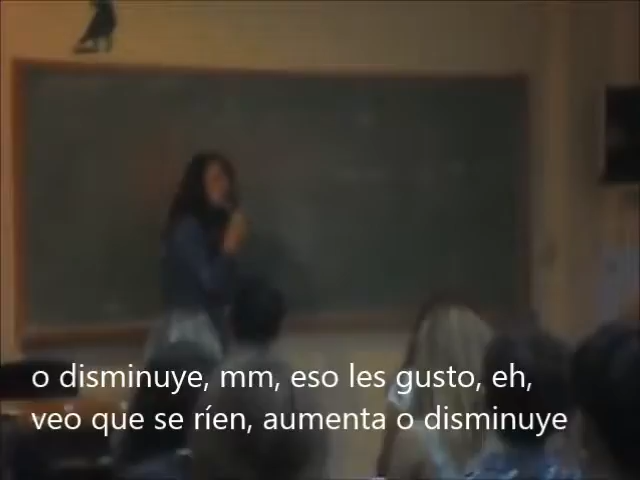 o disminuye, mm, eso les gusto, eh,
veo que se ríen, aumenta o disminuye